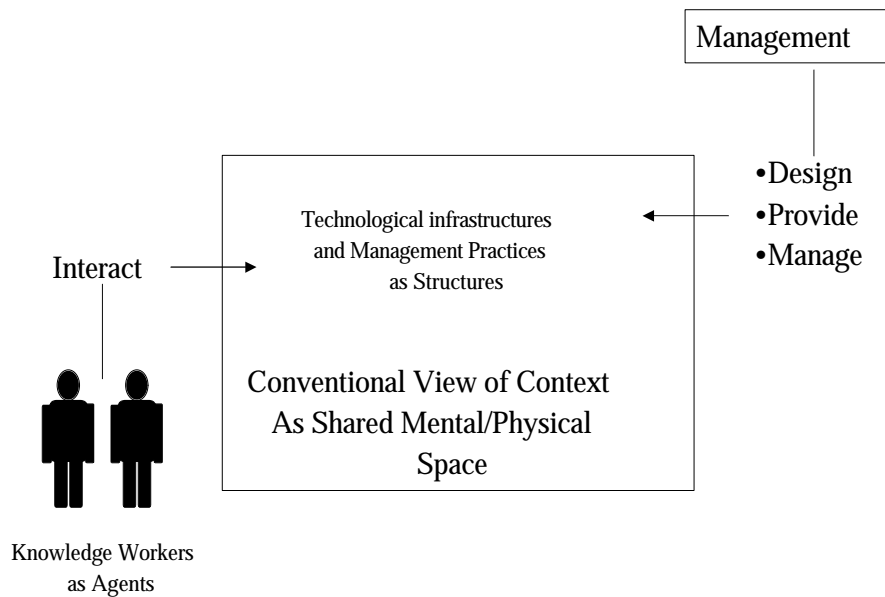 Management
•Design
•Provide
•Manage
Technological infrastructures
and Management Practices
as Structures
Interact
Conventional View of Context
As Shared Mental/Physical
Space
Knowledge Workers
as Agents